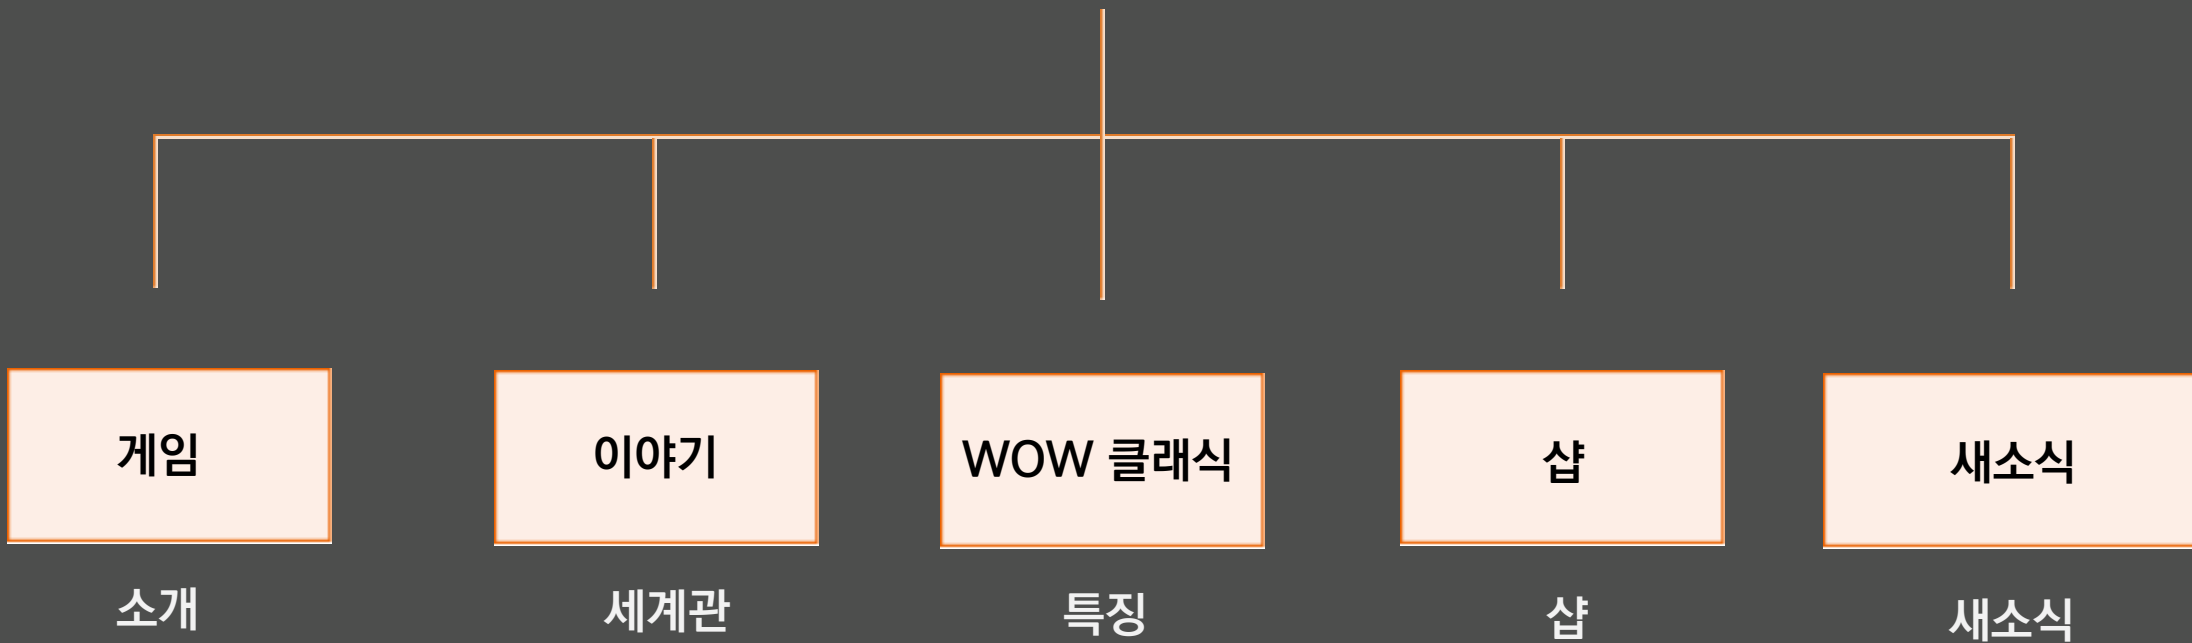 게임
이야기
WOW 클래식
샵
새소식
소개
세계관
특징
샵
새소식